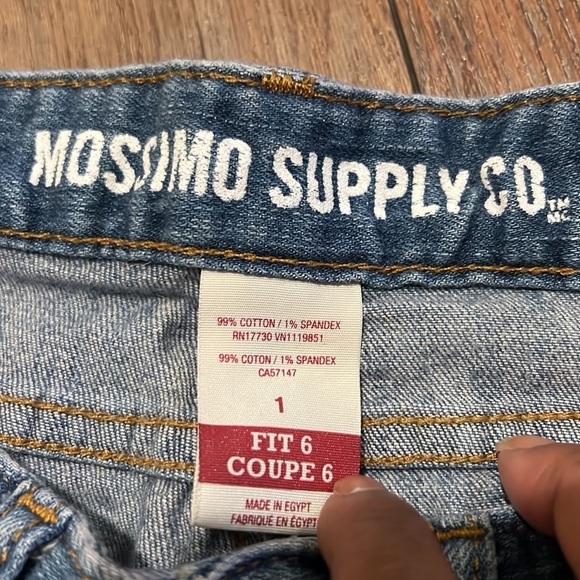 MOSSIMO SUPPLY CO.™ MC
99% COTTON / 1% SPANDEX
RN17730 VN1119851
99% COTON / 1% SPANDEX
CA57147
1
FIT 6
COUPE 6
MADE IN EGYPT
FABRIQUÉ EN ÉGYPT